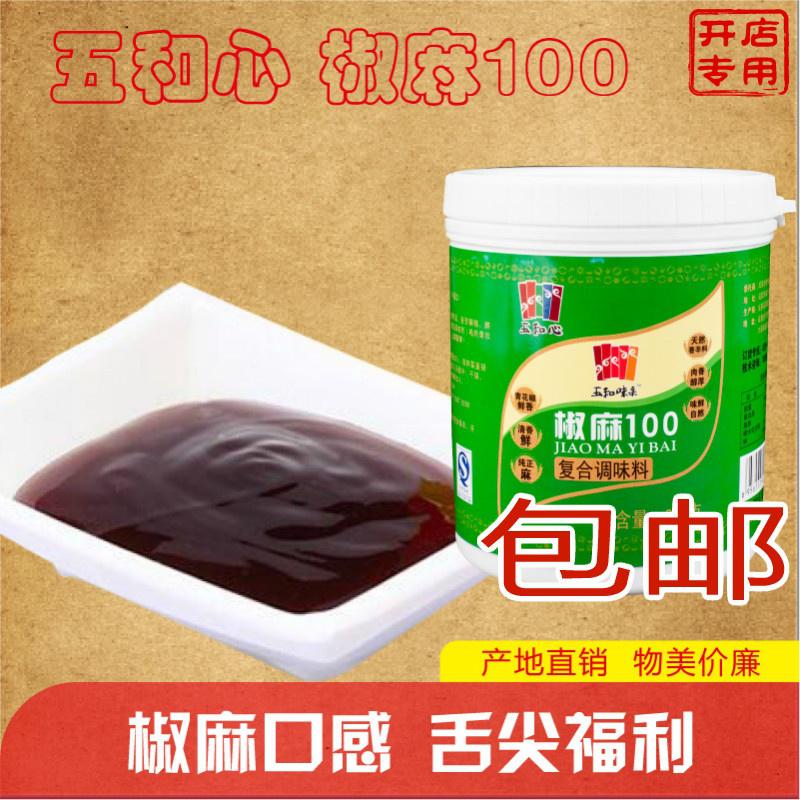 五和心 椒麻100
开店
专用
五和心
五和味来
椒麻100
JIAO MA YI BAI
复合调味料
青花椒
鲜香
清香
鲜
纯正
麻
天然
香辛料
肉香
醇厚
味鲜
自然
含量
包邮
产地直销 物美价廉
椒麻口感 舌尖福利